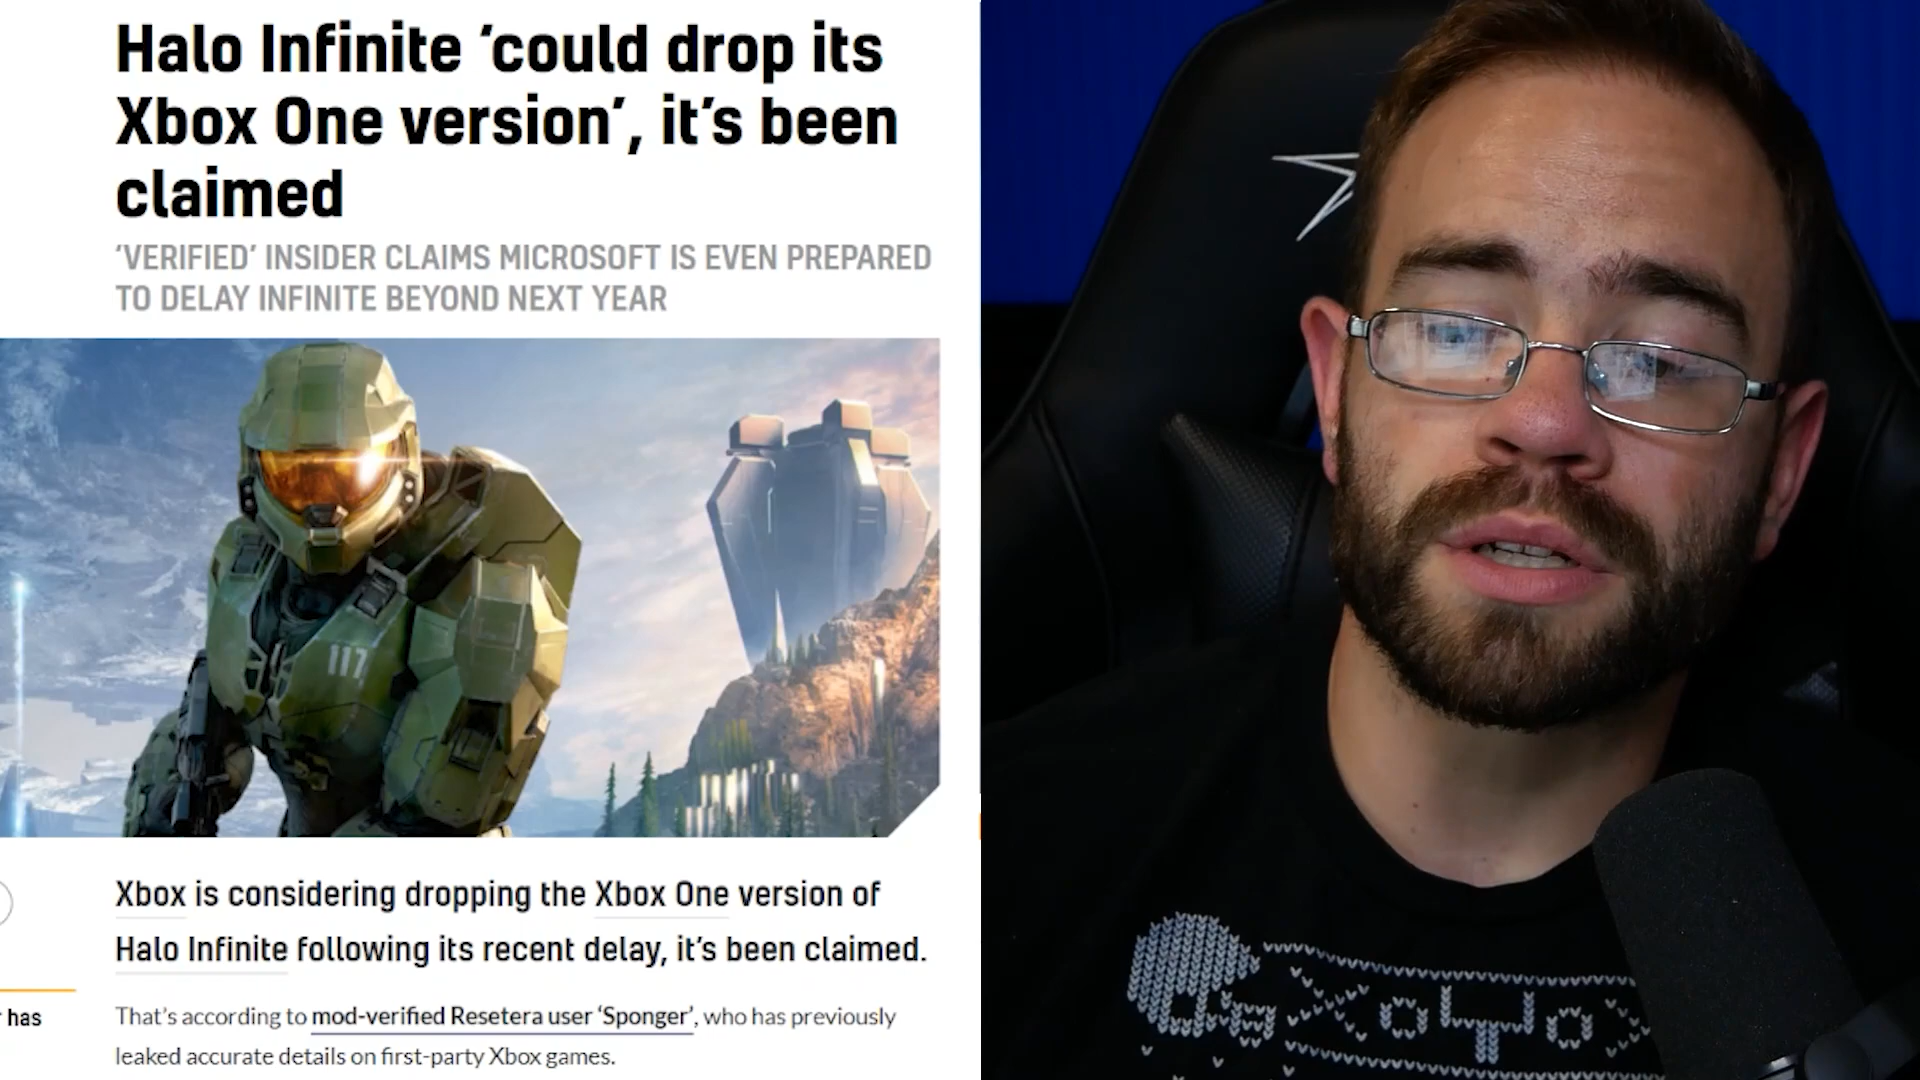 Halo Infinite ‘could drop its
Xbox One version’, it’s been
claimed
‘VERIFIED’ INSIDER CLAIMS MICROSOFT IS EVEN PREPARED
TO DELAY INFINITE BEYOND NEXT YEAR
117
Xbox is considering dropping the Xbox One version of
Halo Infinite following its recent delay, it’s been claimed.
has
That’s according to mod-verified Resetera user ‘Sponger’, who has previously
leaked accurate details on first-party Xbox games.